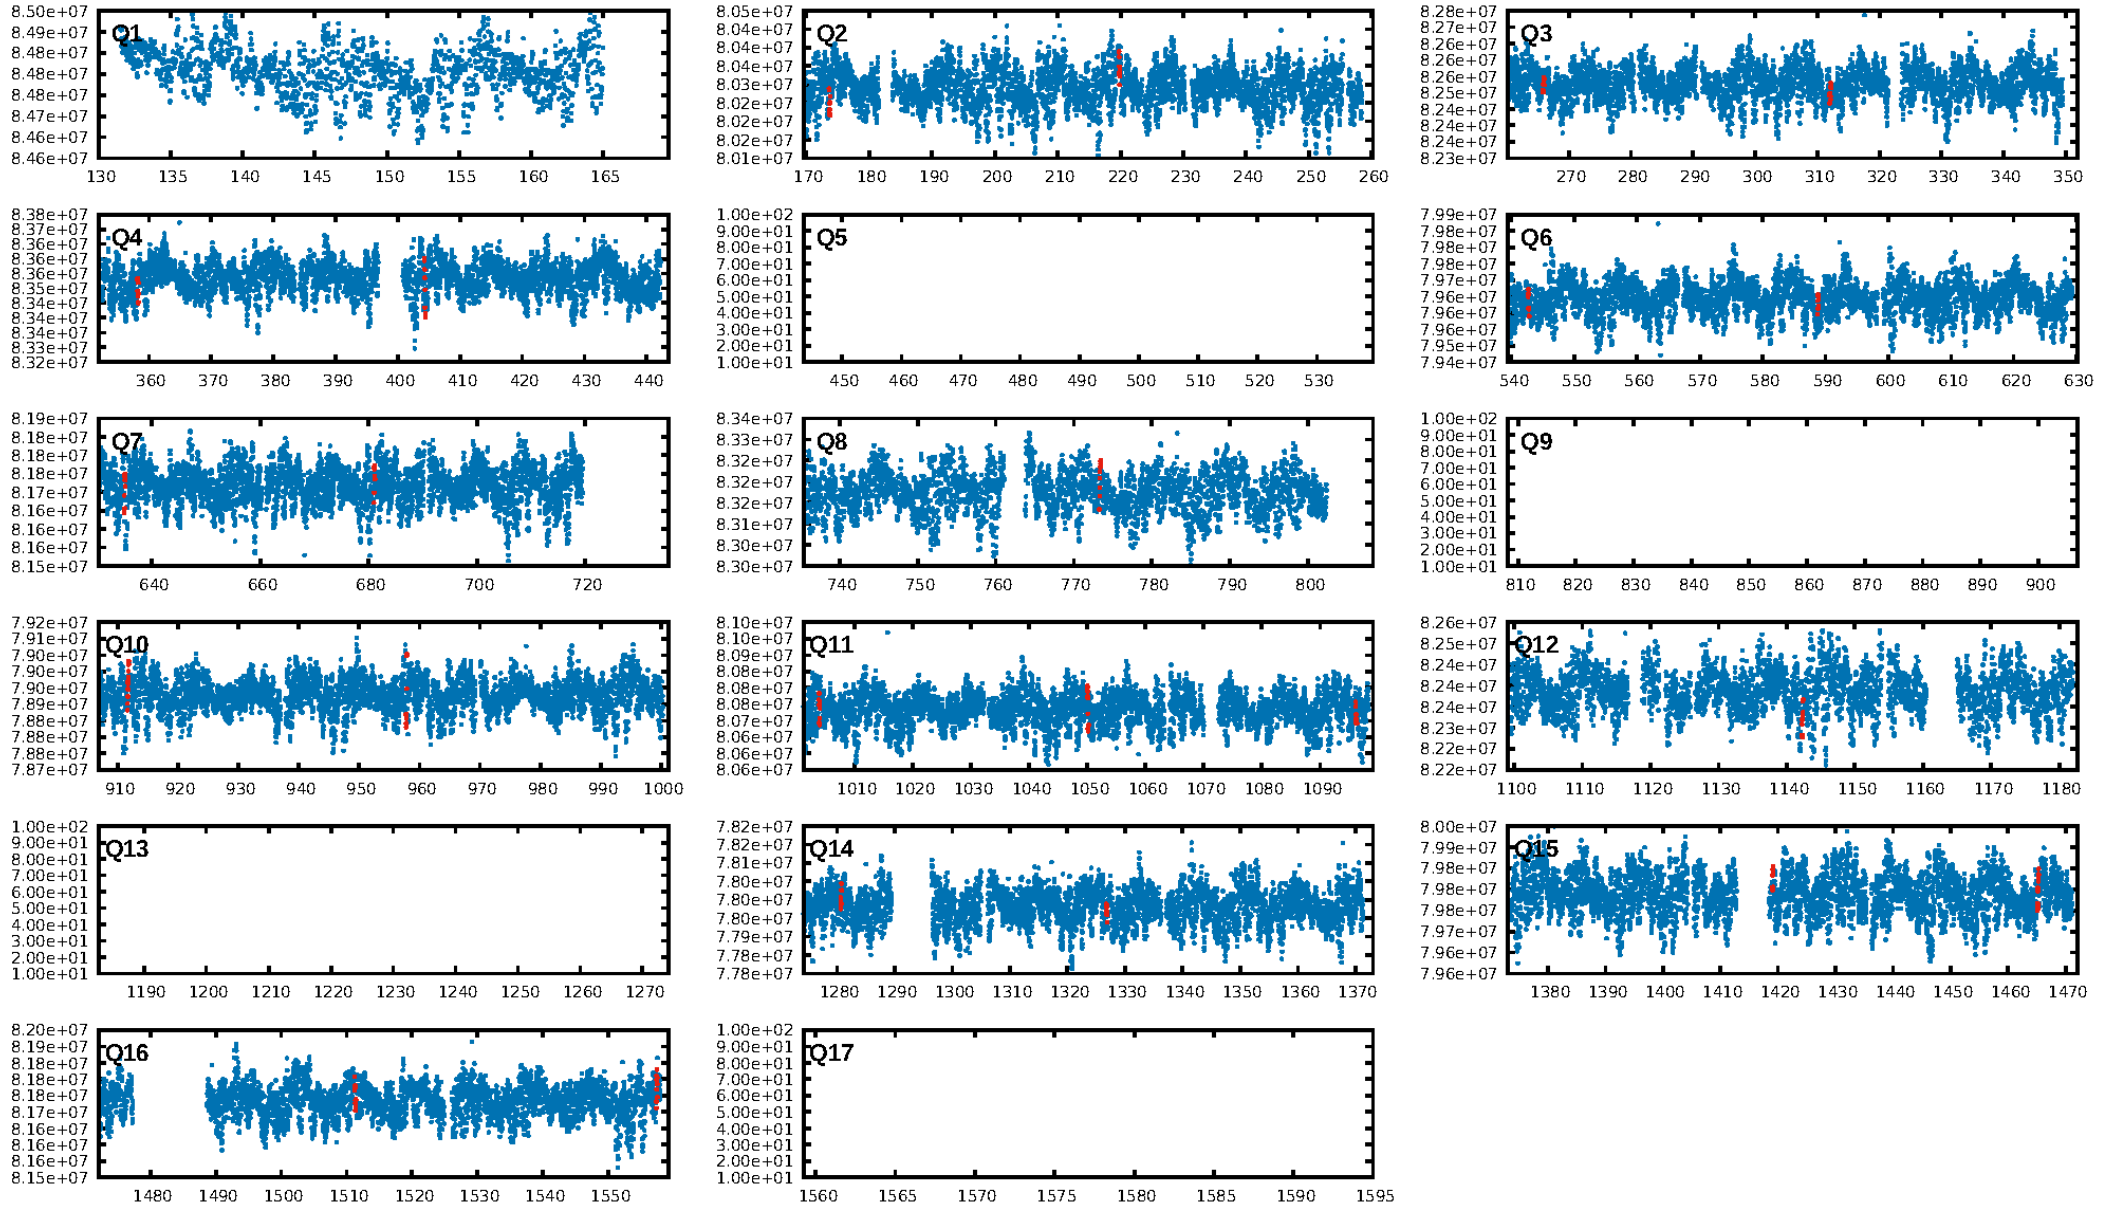 8.50e+07
8.49e+07
8.48e+07
8.48e+07
8.48e+07
8.47e+07
8.46e+07
8.46e+07
Q1
130 135 140 145 150 155 160 165
8.05e+07
8.04e+07
8.04e+07
8.03e+07
8.02e+07
8.02e+07
8.02e+07
8.01e+07
Q2
170 180 190 200 210 220 230 240 250 260
8.28e+07
8.26e+07
8.26e+07
8.26e+07
8.25e+07
8.24e+07
8.24e+07
8.24e+07
8.23e+07
Q3
270 280 290 300 310 320 330 340 350
8.38e+07
8.37e+07
8.36e+07
8.36e+07
8.35e+07
8.34e+07
8.34e+07
8.33e+07
8.33e+07
8.32e+07
Q4
360 370 380 390 400 410 420 430 440
1.00e+02
9.00e+01
8.00e+01
7.00e+01
6.00e+01
5.00e+01
4.00e+01
3.00e+01
2.00e+01
1.00e+01
Q5
450 460 470 480 490 500 510 520 530
7.99e+07
7.98e+07
7.98e+07
7.97e+07
7.96e+07
7.96e+07
7.95e+07
7.94e+07
Q6
540 550 560 570 580 590 600 610 620 630
8.19e+07
8.18e+07
8.18e+07
8.18e+07
8.17e+07
8.16e+07
8.16e+07
8.16e+07
8.15e+07
Q7
640 660 680 700 720
8.34e+07
8.33e+07
8.32e+07
8.32e+07
8.32e+07
8.31e+07
8.30e+07
8.30e+07
Q8
740 750 760 770 780 790 800
1.00e+02
9.00e+01
8.00e+01
7.00e+01
6.00e+01
5.00e+01
4.00e+01
3.00e+01
2.00e+01
1.00e+01
Q9
810 820 830 840 850 860 870 880 890 900
7.92e+07
7.91e+07
7.90e+07
7.90e+07
7.90e+07
7.89e+07
7.88e+07
7.88e+07
7.88e+07
7.87e+07
Q10
910 920 930 940 950 960 970 980 990 1000
8.10e+07
8.10e+07
8.09e+07
8.08e+07
8.08e+07
8.07e+07
8.06e+07
8.06e+07
8.06e+07
Q11
1010 1020 1030 1040 1050 1060 1070 1080 1090
8.26e+07
8.25e+07
8.24e+07
8.24e+07
8.24e+07
8.23e+07
8.22e+07
8.22e+07
Q12
1100 1110 1120 1130 1140 1150 1160 1170 1180
1.00e+02
9.00e+01
8.00e+01
7.00e+01
6.00e+01
5.00e+01
4.00e+01
3.00e+01
2.00e+01
1.00e+01
Q13
1190 1200 1210 1220 1230 1240 1250 1260 1270
7.82e+07
7.82e+07
7.81e+07
7.80e+07
7.80e+07
7.80e+07
7.79e+07
7.78e+07
7.78e+07
Q14
1280 1290 1300 1310 1320 1330 1340 1350 1360 1370
8.00e+07
7.99e+07
7.98e+07
7.98e+07
7.98e+07
7.97e+07
7.96e+07
7.96e+07
Q15
1380 1390 1400 1410 1420 1430 1440 1450 1460 1470
8.20e+07
8.19e+07
8.18e+07
8.18e+07
8.18e+07
8.17e+07
8.16e+07
8.16e+07
8.16e+07
8.15e+07
Q16
1480 1490 1500 1510 1520 1530 1540 1550
1.00e+02
9.00e+01
8.00e+01
7.00e+01
6.00e+01
5.00e+01
4.00e+01
3.00e+01
2.00e+01
1.00e+01
Q17
1560 1565 1570 1575 1580 1585 1590 1595